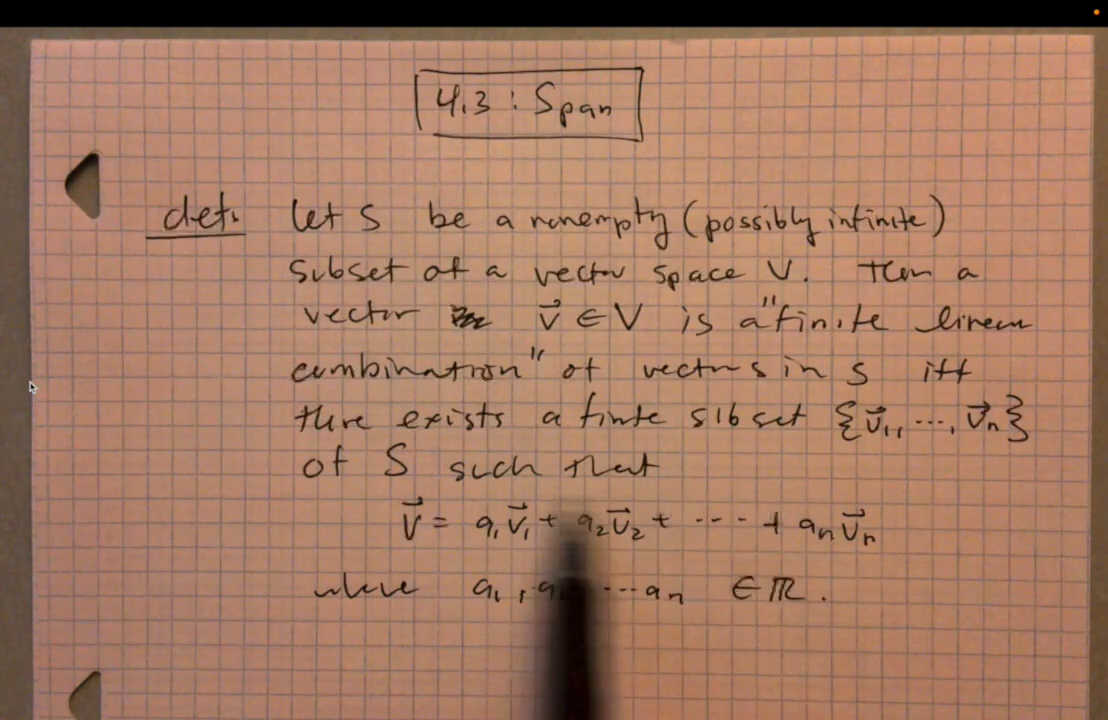 4.3 : Span
def. Let S be a nonempty (possibly infinite)
subset of a vector space V. Then a
vector v⃗ ∈ V is a "finite linear
combination" of vectors in S iff
there exists a finite subset {v⃗₁, ..., v⃗ₙ}
of S such that
v⃗ = a₁v⃗₁ + a₂v⃗₂ + ---- + aₙv⃗ₙ
where a₁, a ... aₙ ∈ ℝ.